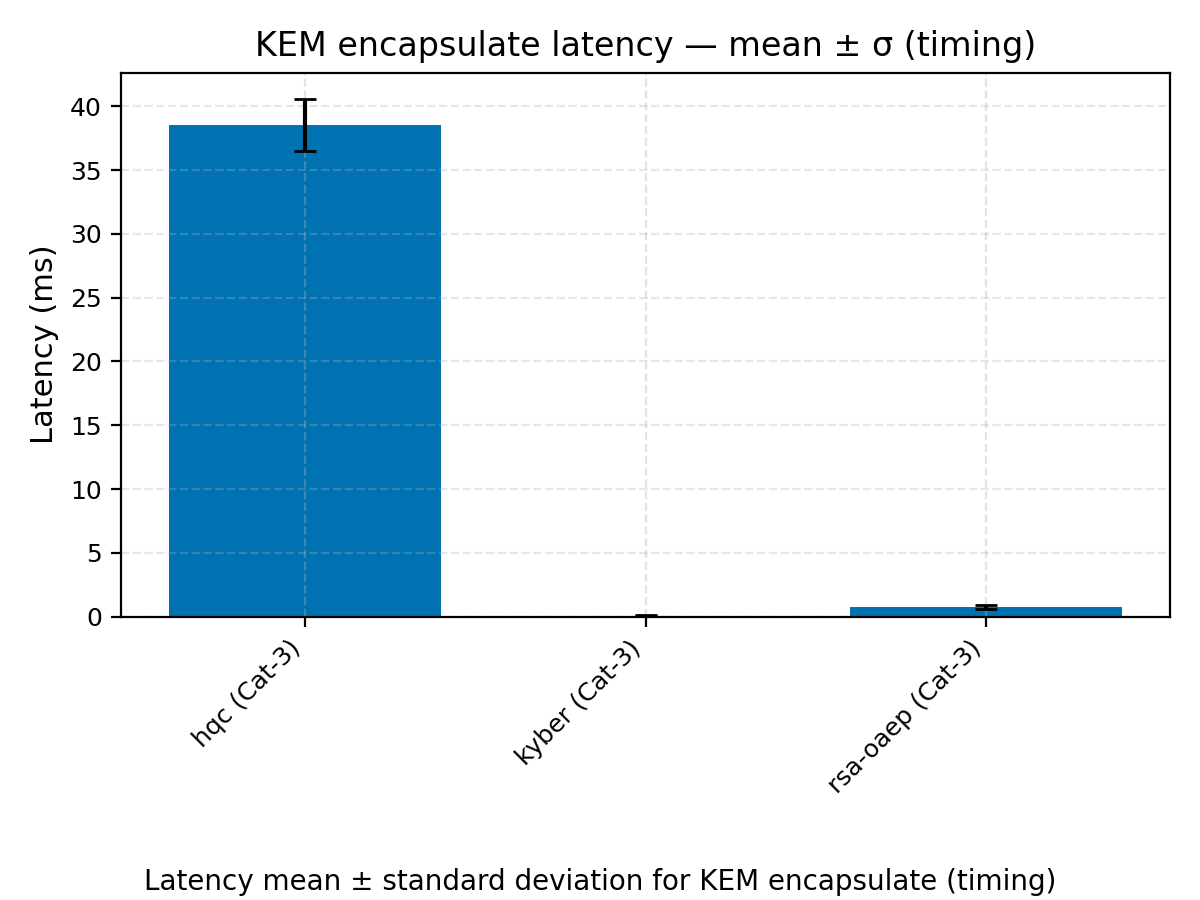 KEM encapsulate latency — mean ± σ (timing)
Latency (ms)
40
35
30
25
20
15
10
5
0
hqc (Cat-3)
kyber (Cat-3)
rsa-oaep (Cat-3)
Latency mean ± standard deviation for KEM encapsulate (timing)